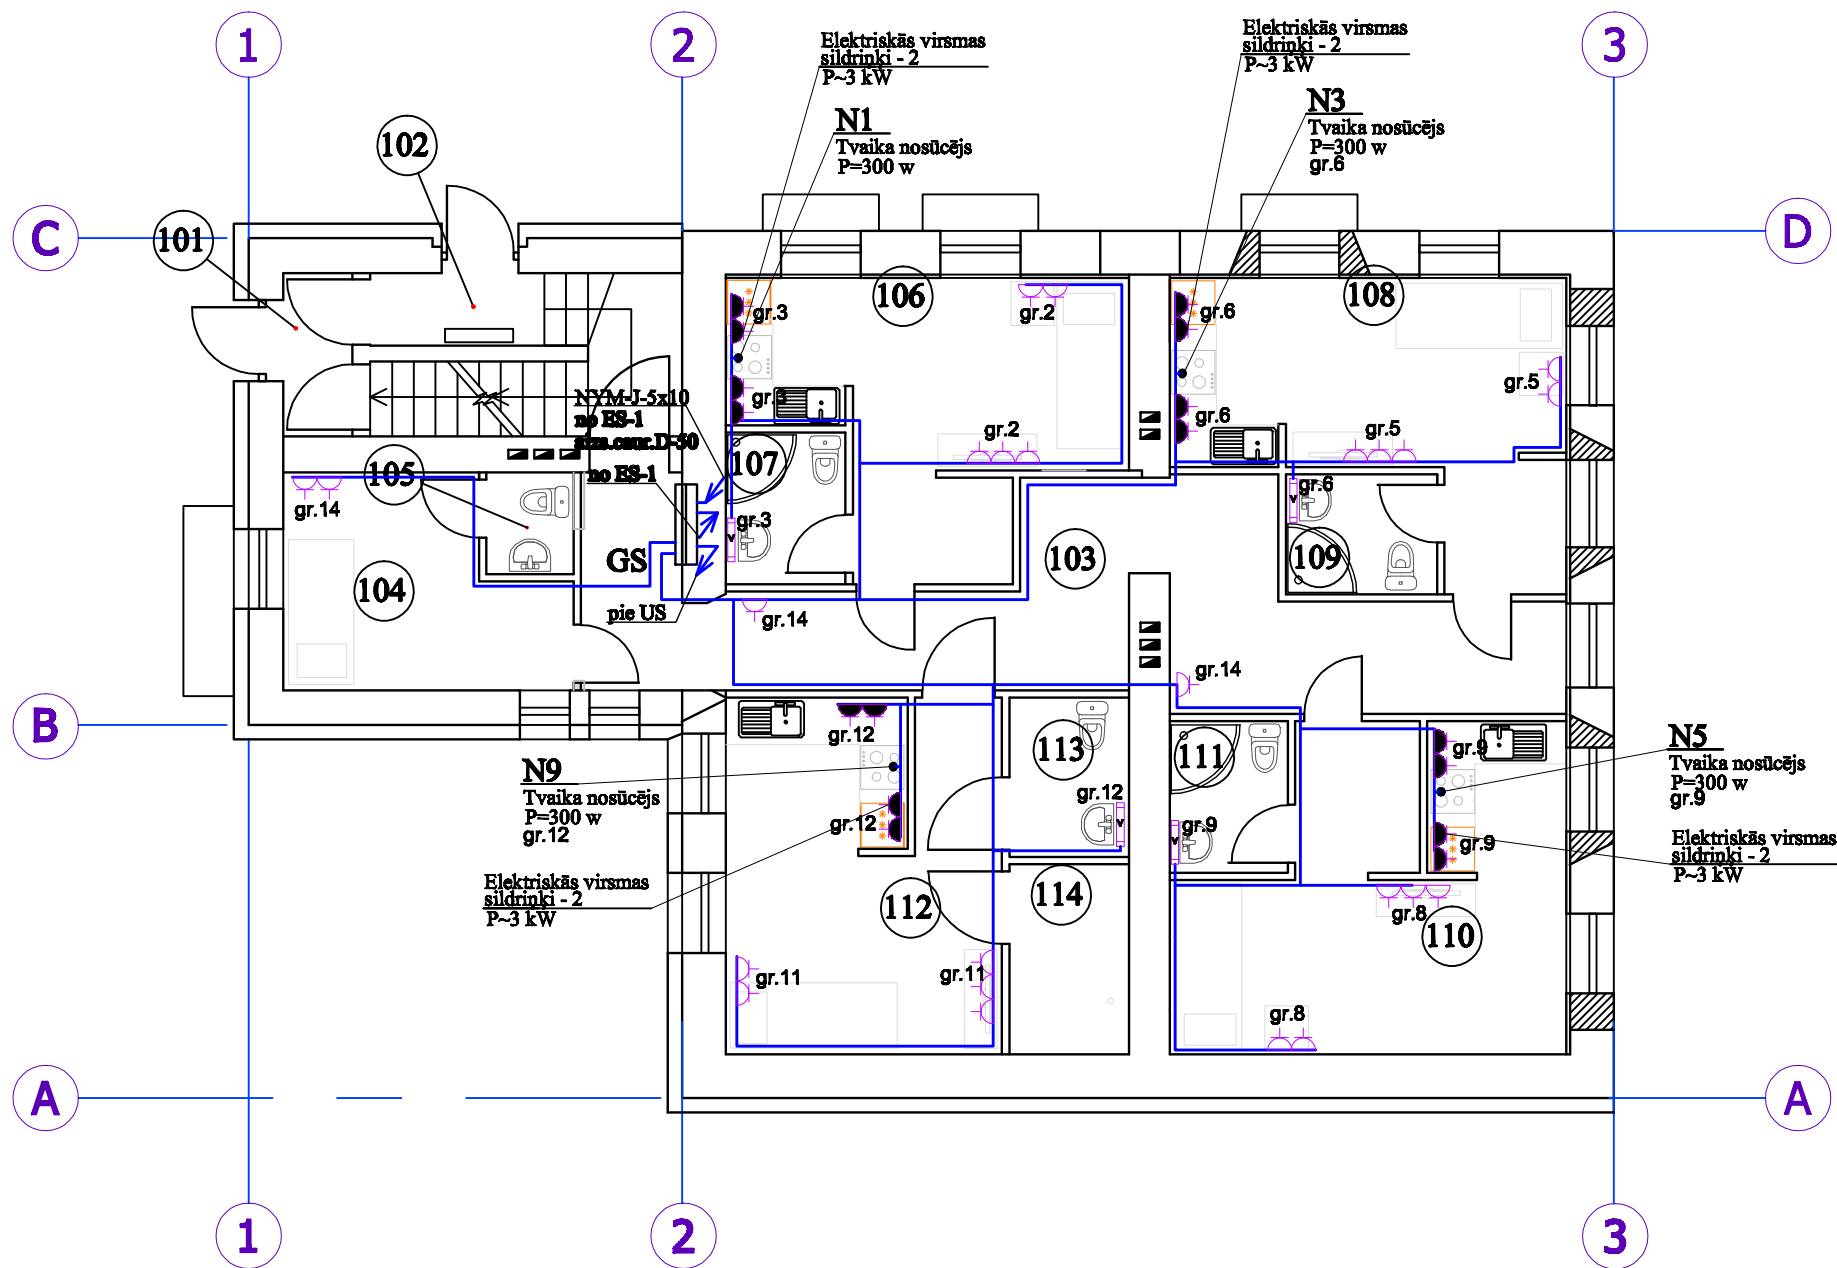 1
2
3
Elektriskās virsmas
sildriņķi - 2
P~3 kW
Elektriskās virsmas
sildriņķi - 2
P~3 kW
N1
Tvaika nosūcējs
P=300 w
N3
Tvaika nosūcējs
P=300 w
gr.6
102
101
C
D
106
108
gr.3
gr.2
gr.6
gr.5
gr.3
gr.6
NYM-J-5x10
no ES-1
aiza.caur.D-50
no ES-1
gr.2
gr.5
105
107
gr.14
gr.6
gr.3
GS
103
109
104
pie US
gr.14
gr.14
B
gr.12
113
111
gr.9
N5
Tvaika nosūcējs
P=300 w
gr.9
N9
Tvaika nosūcējs
P=300 w
gr.12
gr.12
gr.12
gr.9
gr.9
Elektriskās virsmas
sildriņķi - 2
P~3 kW
Elektriskās virsmas
sildriņķi - 2
P~3 kW
112
114
gr.8
110
gr.11
gr.11
gr.8
A
A
1
2
3